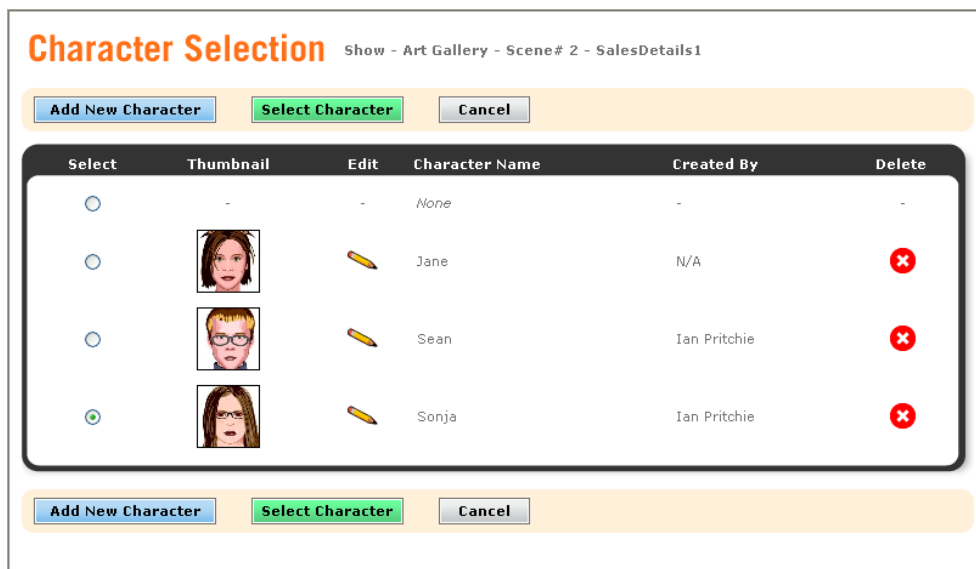 Character Selection Show - Art Gallery - Scene# 2 - SalesDetails1
Add New Character Select Character Cancel
Select Thumbnail Edit Character Name Created By Delete
- - None - -
Jane N/A
Sean Ian Pritchie
Sonja Ian Pritchie
Add New Character Select Character Cancel